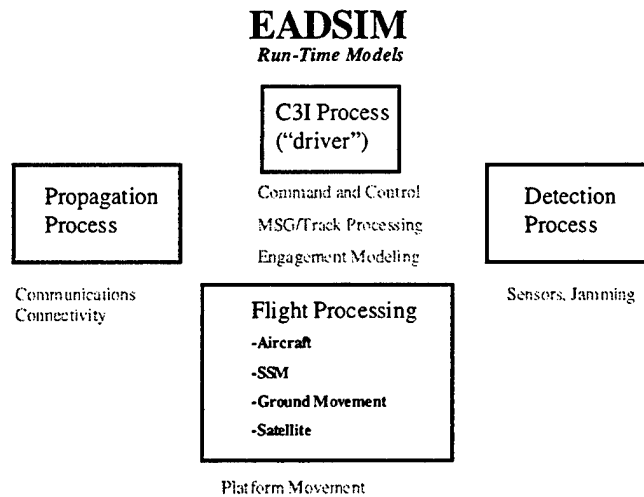 EADSIM
Run-Time Models
C3I Process
("driver")
Propagation
Process
Command and Control
MSG/Track Processing
Engagement Modeling
Detection
Process
Communications
Connectivity
Sensors, Jamming
Flight Processing
-Aircraft
-SSM
-Ground Movement
-Satellite
Platform Movement